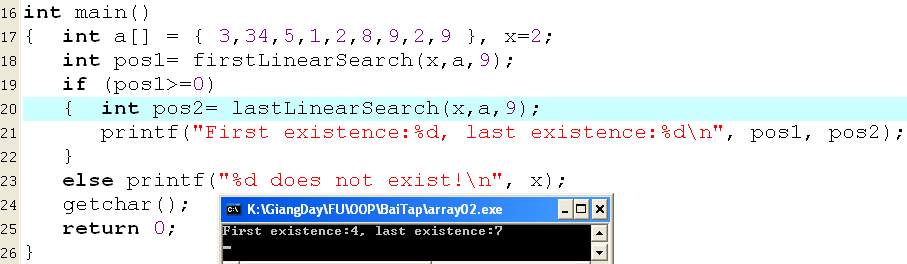 16 int main()
17 { int a[] = { 3,34,5,1,2,8,9,2,9 }, x=2;
18 int pos1= firstLinearSearch(x,a,9);
19 if (pos1>=0)
20 { int pos2= lastLinearSearch(x,a,9);
21 printf("First existence:%d, last existence:%d\n", pos1, pos2);
22 }
23 else printf("%d does not exist!\n", x);
24 getchar();
25 return 0;
26 }
K:\GiangDay\FU\OOP\BaiTap\array02.exe
First existence:4, last existence:7